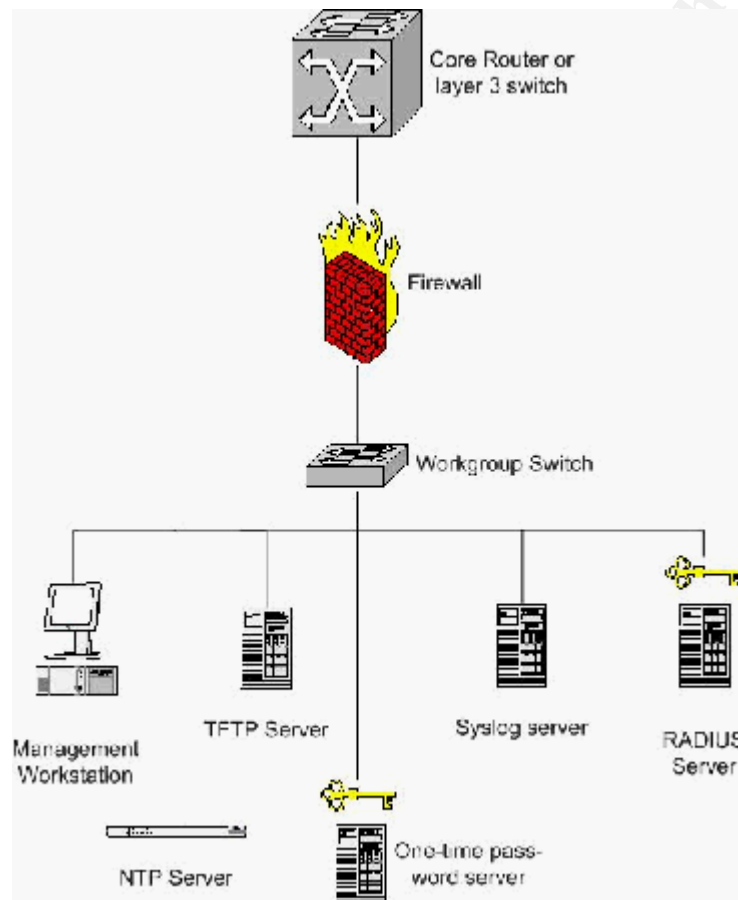 Core Router or
layer 3 switch
Firewall
Workgroup Switch
TFTP Server
Syslog server
RADIUS
Server
Management
Workstation
NTP Server
One-time pass-
word server